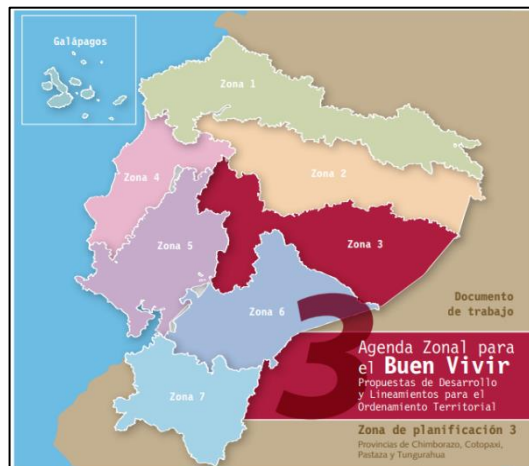 Galápagos
Zona 1
Zona 2
Zona 4
Zona 3
Zona 5
Zona 6
Zona 7
Documento
de trabajo
3
Agenda Zonal para
el Buen Vivir
Propuestas de Desarrollo
y Lineamientos para el
Ordenamiento Territorial
Zona de planificación 3
Provincias de Chimborazo, Cotopaxi,
Pastaza y Tungurahua